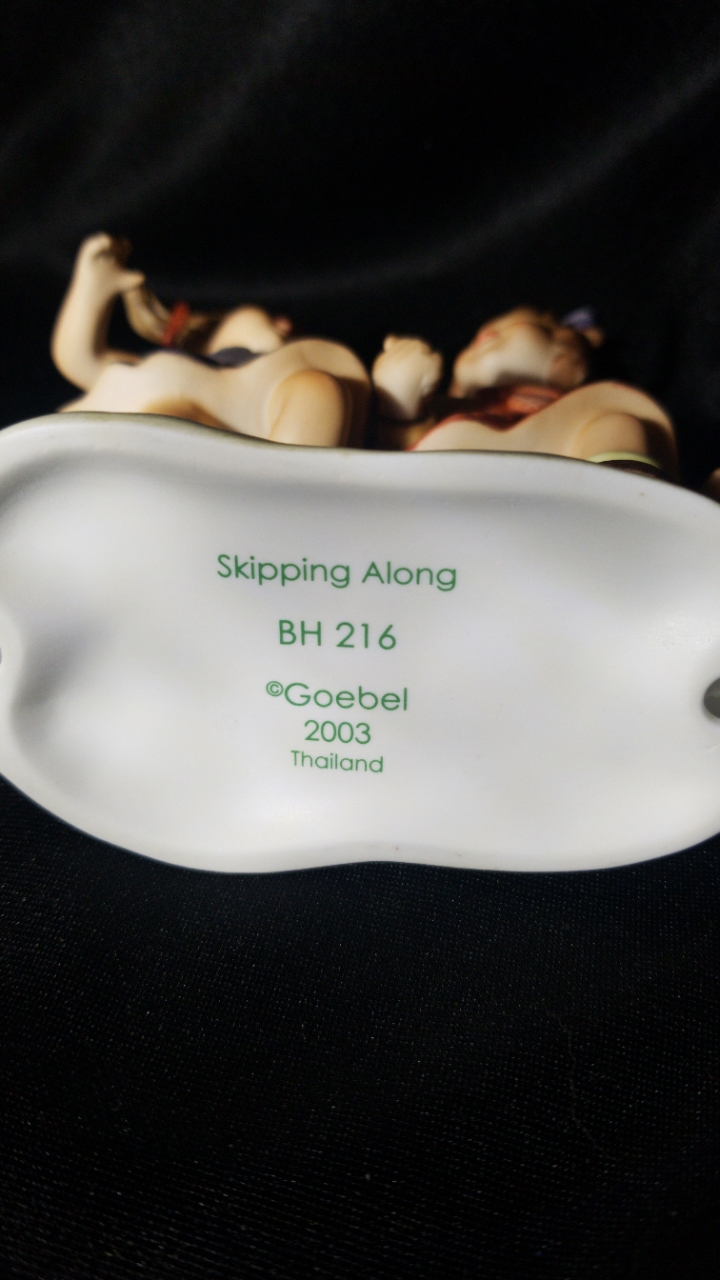 Skipping Along
BH 216
©Goebel
2003
Thailand